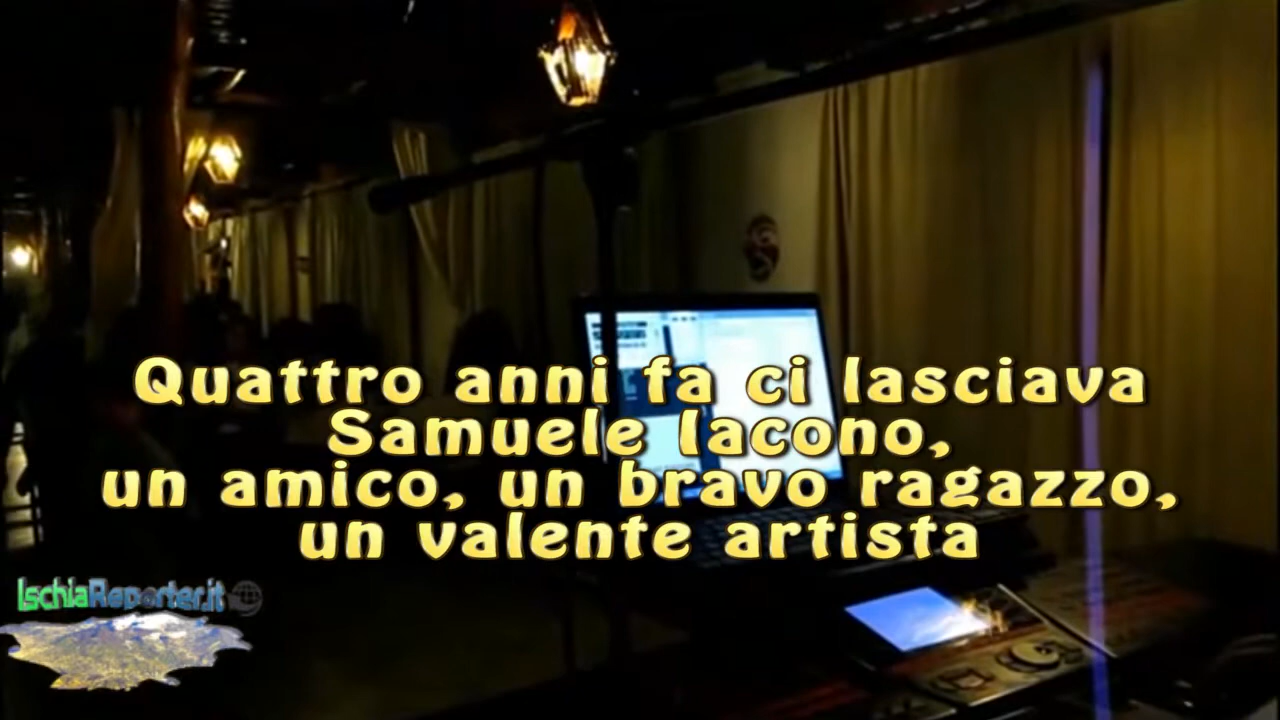 Quattro anni fa ci lasciava
Samuele Iacono,
un amico, un bravo ragazzo,
un valente artista
IschiaReporter.it